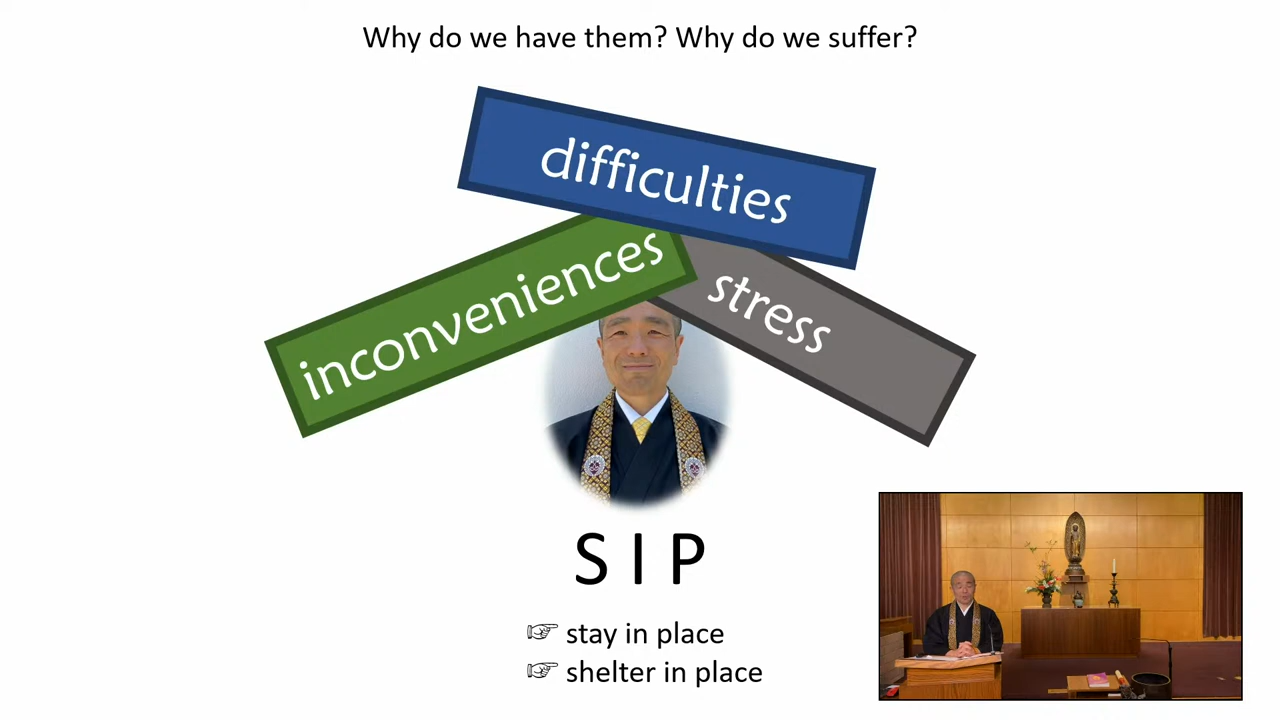 Why do we have them? Why do we suffer?
difficulties
inconveniences
stress
S I P
☞ stay in place
☞ shelter in place